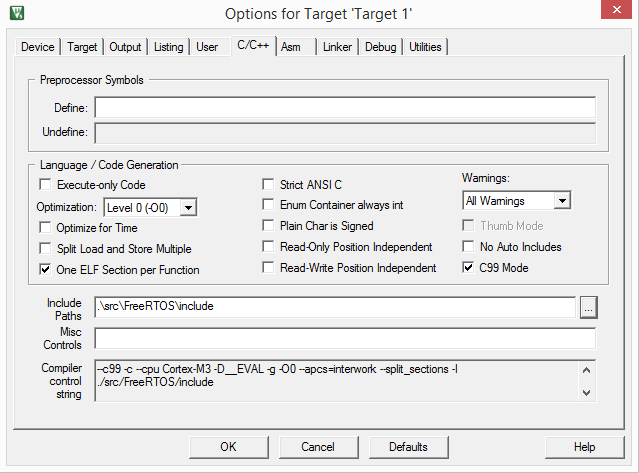 Options for Target 'Target 1'
Device Target Output Listing User C/C++ Asm Linker Debug Utilities
Preprocessor Symbols
Define:
Undefine:
Language / Code Generation
Execute-only Code
Strict ANSI C
Warnings:
Optimization: Level 0 (-O0)
Enum Container always int
All Warnings
Optimize for Time
Plain Char is Signed
Thumb Mode
Split Load and Store Multiple
Read-Only Position Independent
No Auto Includes
One ELF Section per Function
Read-Write Position Independent
C99 Mode
Include Paths
.\src\FreeRTOS\include
...
Misc Controls
Compiler control string
--c99 -c --cpu Cortex-M3 -D__EVAL -g -O0 --apcs=interwork --split_sections -I
./src/FreeRTOS/include
OK Cancel Defaults Help